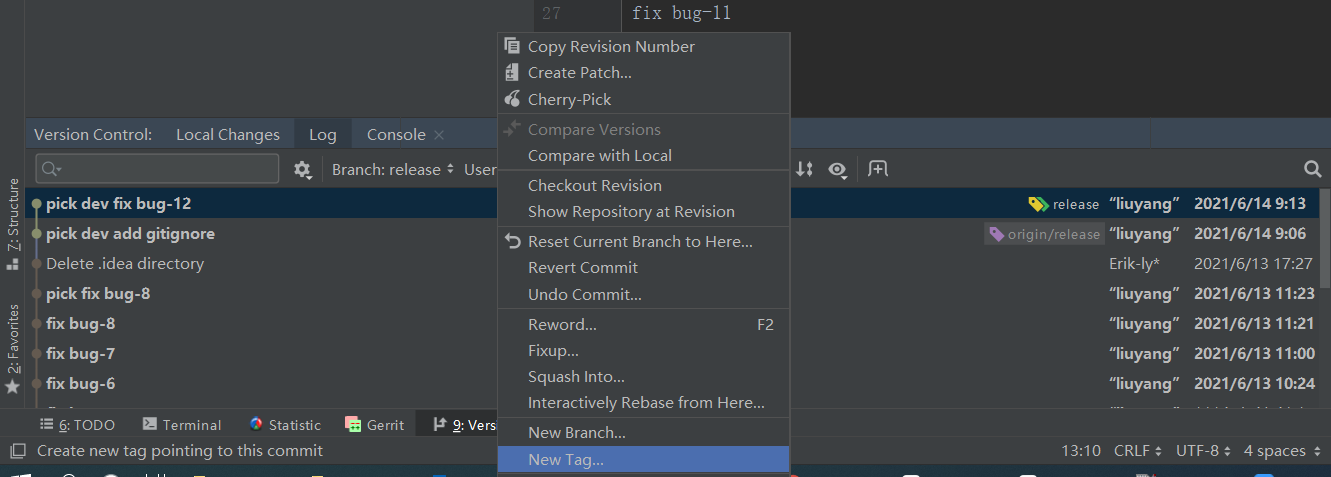 27 fix bug-11
Copy Revision Number
Create Patch...
Cherry-Pick
Compare Versions
Compare with Local
Checkout Revision
Show Repository at Revision
Reset Current Branch to Here...
Revert Commit
Undo Commit...
Reword... F2
Fixup...
Squash Into...
Interactively Rebase from Here...
New Branch...
New Tag...
Version Control: Local Changes Log Console
Branch: release User
pick dev fix bug-12 release “liuyang” 2021/6/14 9:13
pick dev add gitignore origin/release “liuyang” 2021/6/14 9:06
Delete .idea directory Erik-ly* 2021/6/13 17:27
pick fix bug-8 “liuyang” 2021/6/13 11:23
fix bug-8 “liuyang” 2021/6/13 11:21
fix bug-7 “liuyang” 2021/6/13 11:00
fix bug-6 “liuyang” 2021/6/13 10:24
7: Structure
2: Favorites
6: TODO Terminal Statistic Gerrit 9: Vers
Create new tag pointing to this commit 13:10 CRLF UTF-8 4 spaces